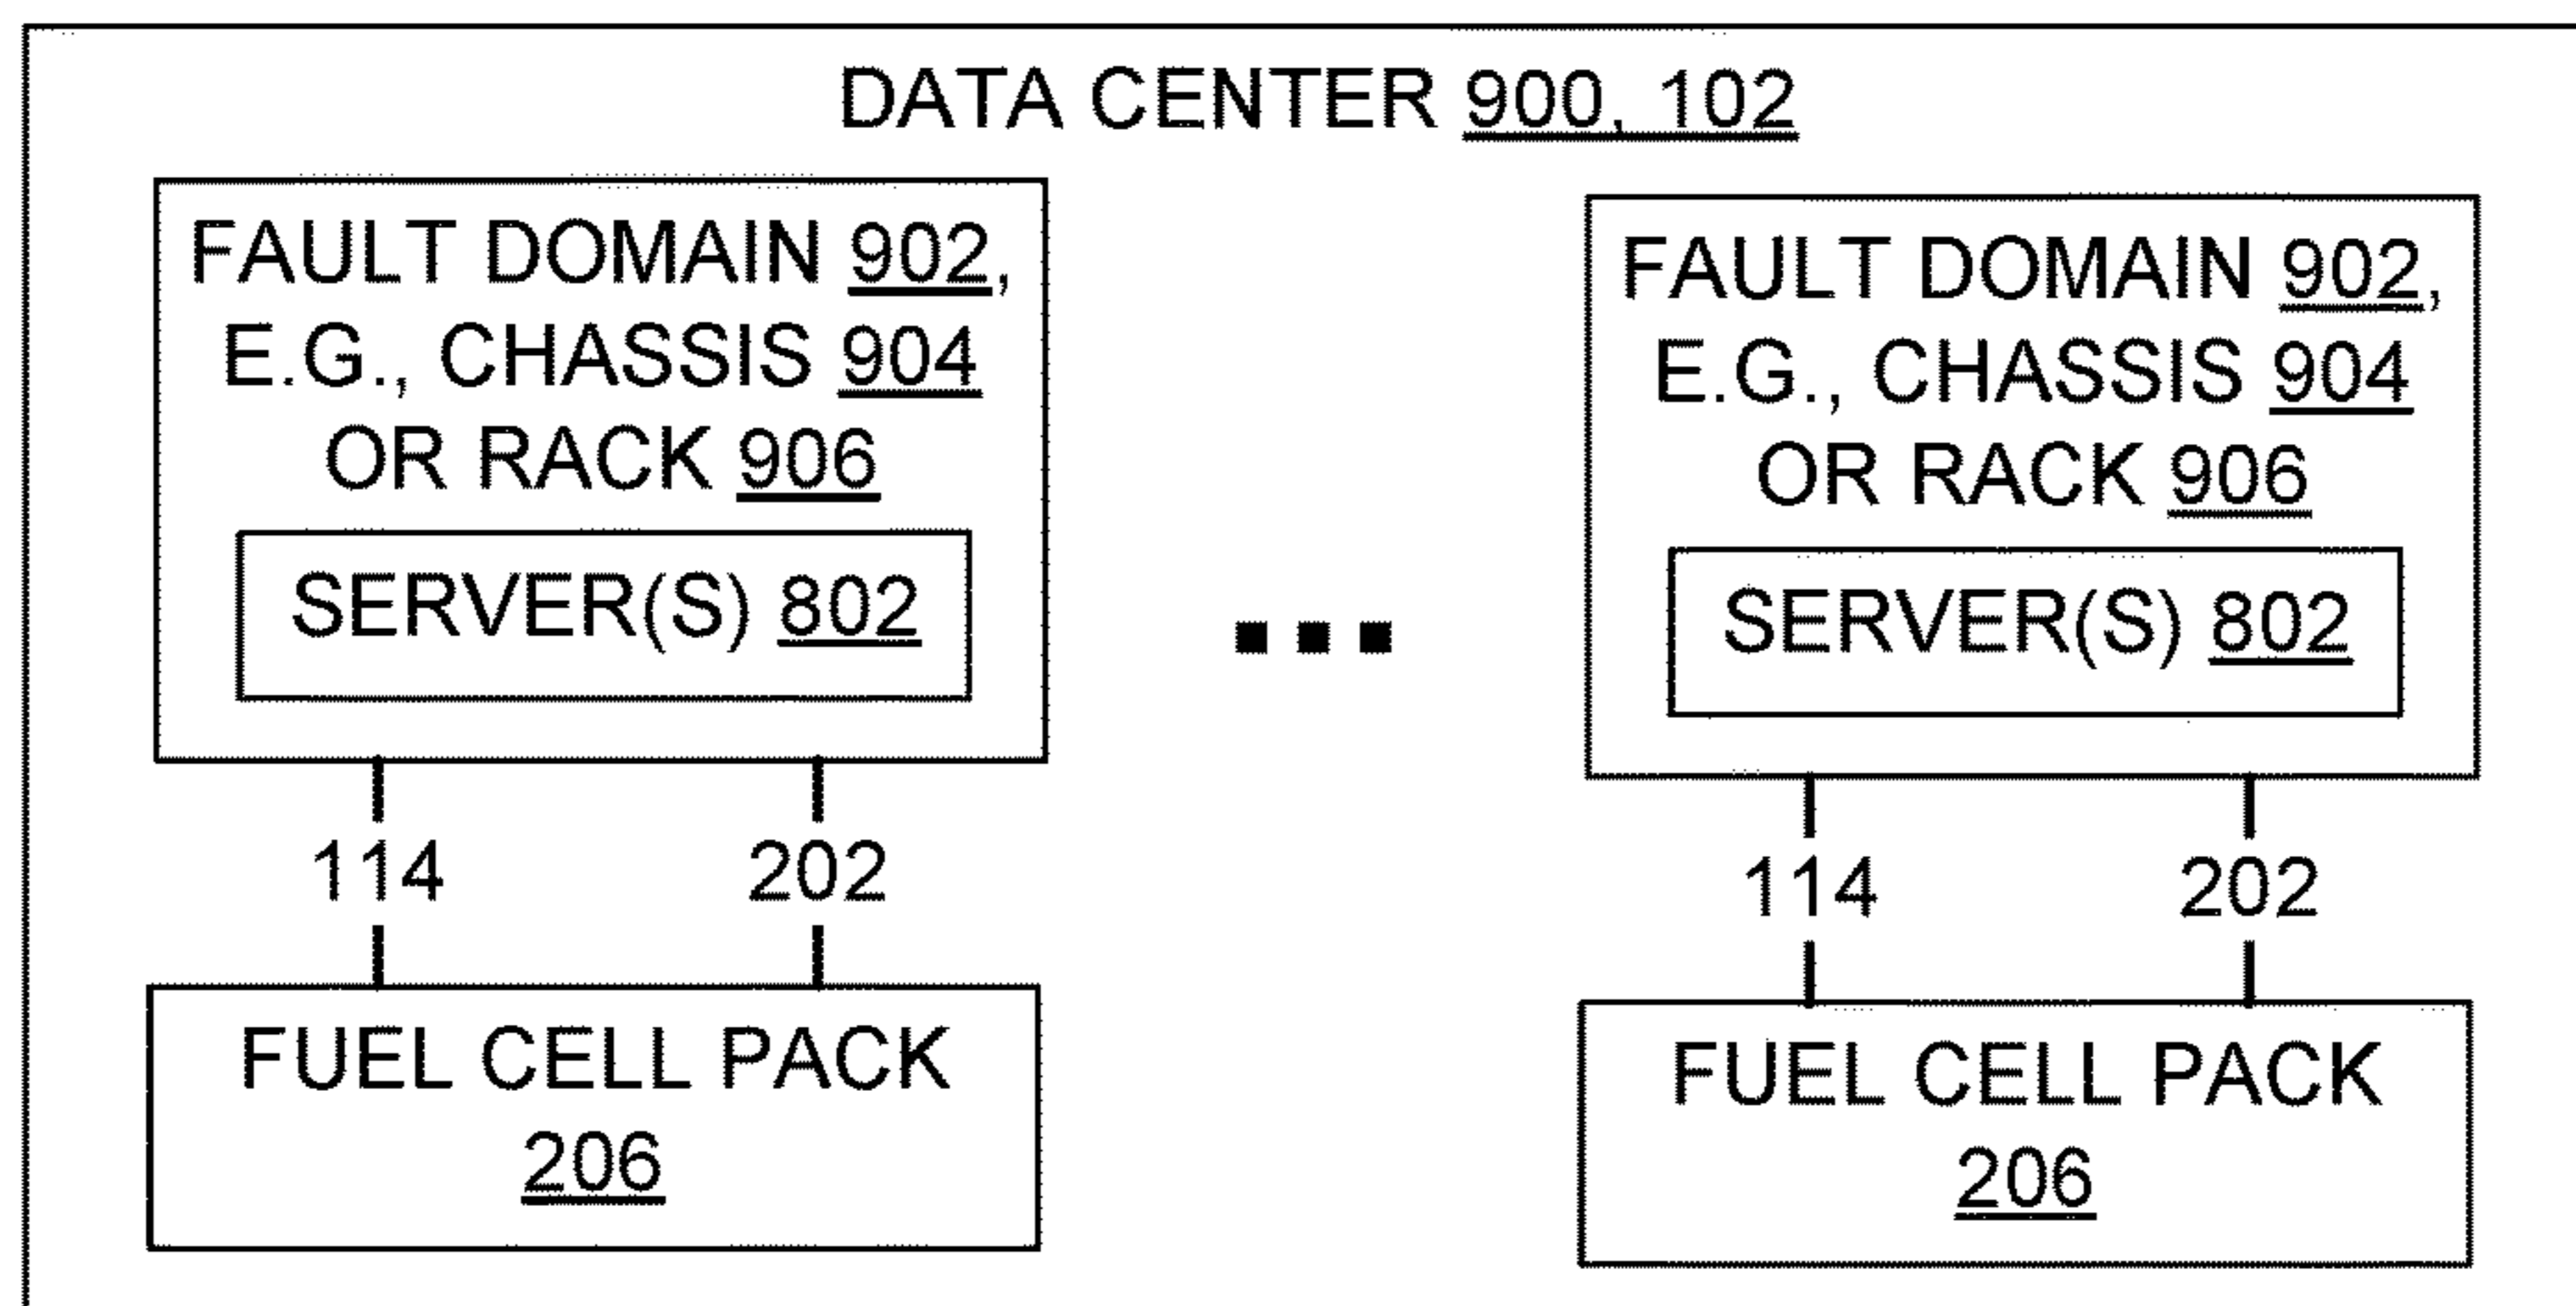 DATA CENTER 900, 102
FAULT DOMAIN 902,
E.G., CHASSIS 904
OR RACK 906
SERVER(S) 802
114
202
FUEL CELL PACK
206
FAULT DOMAIN 902,
E.G., CHASSIS 904
OR RACK 906
SERVER(S) 802
114
202
FUEL CELL PACK
206